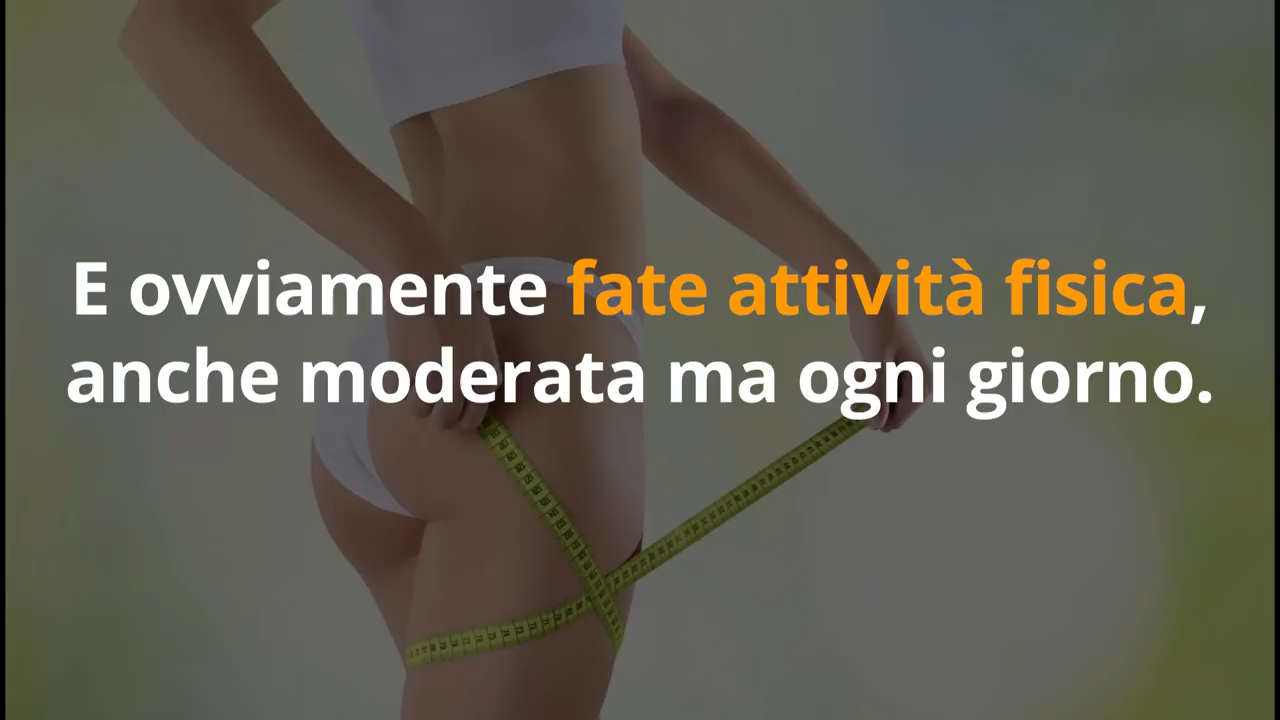 E ovviamente fate attività fisica,
anche moderata ma ogni giorno.